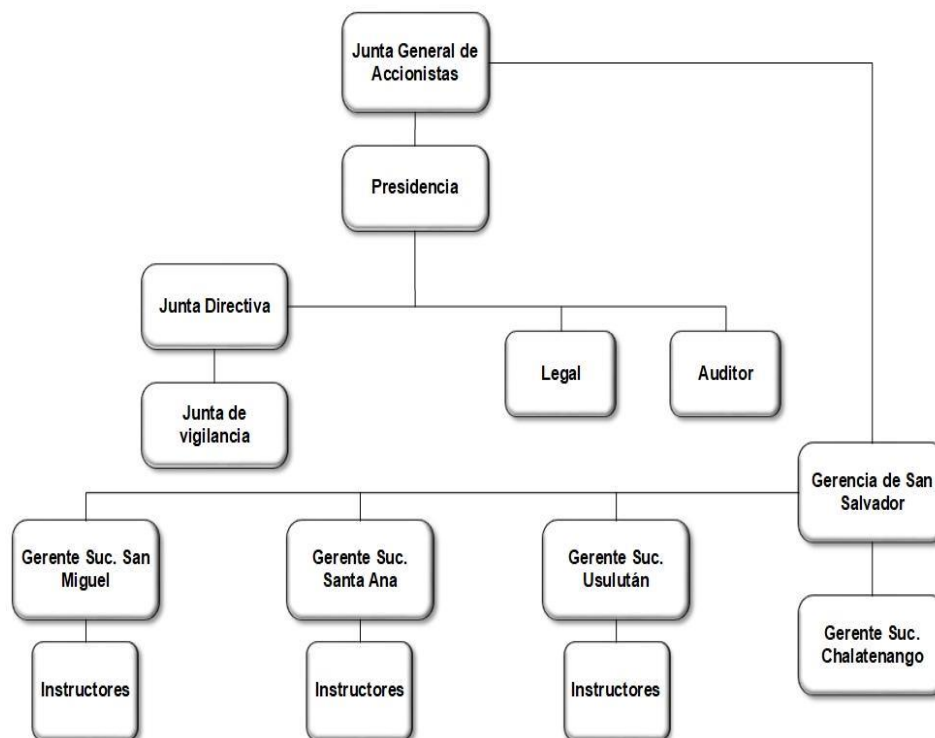 Junta General de
Accionistas
Presidencia
Junta Directiva
Legal
Auditor
Junta de
vigilancia
Gerencia de San
Salvador
Gerente Suc. San
Miguel
Gerente Suc.
Santa Ana
Gerente Suc.
Usulután
Gerente Suc.
Chalatenango
Instructores
Instructores
Instructores